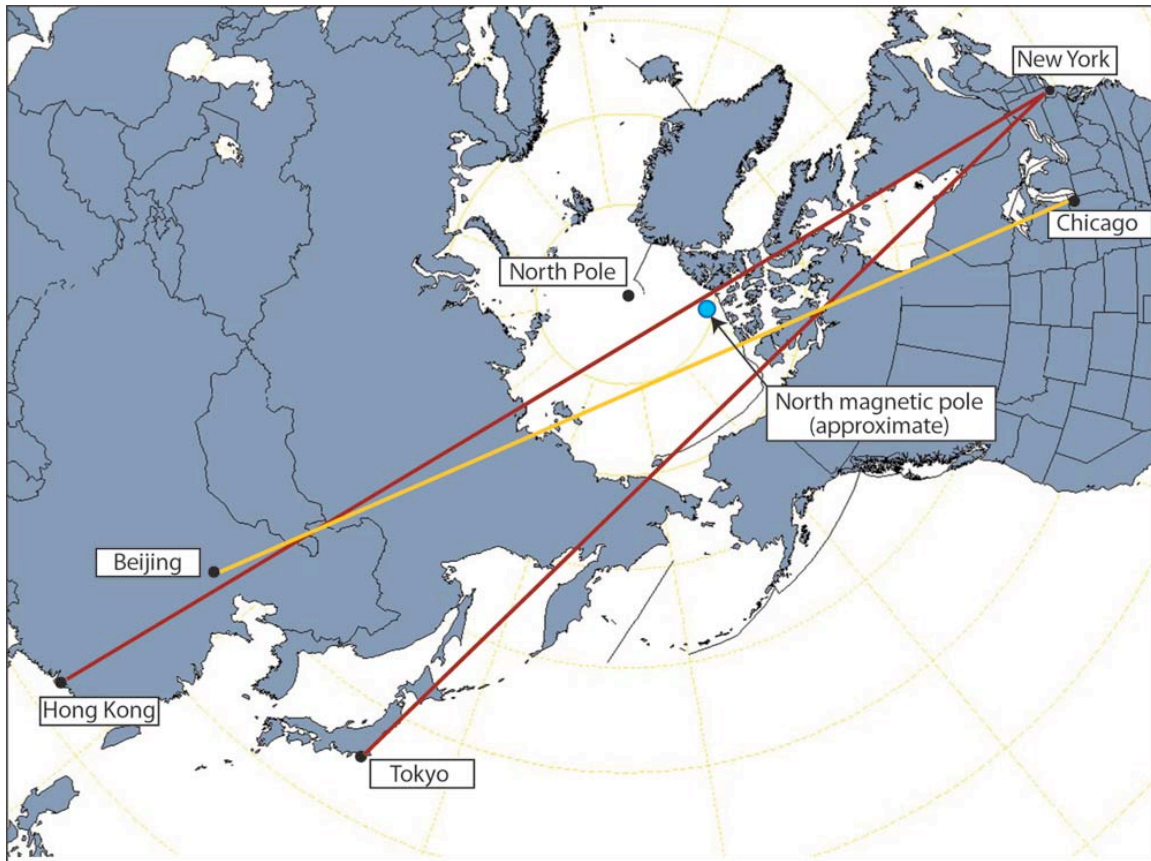 New York
Chicago
North Pole
North magnetic pole
(approximate)
Beijing
Hong Kong
Tokyo